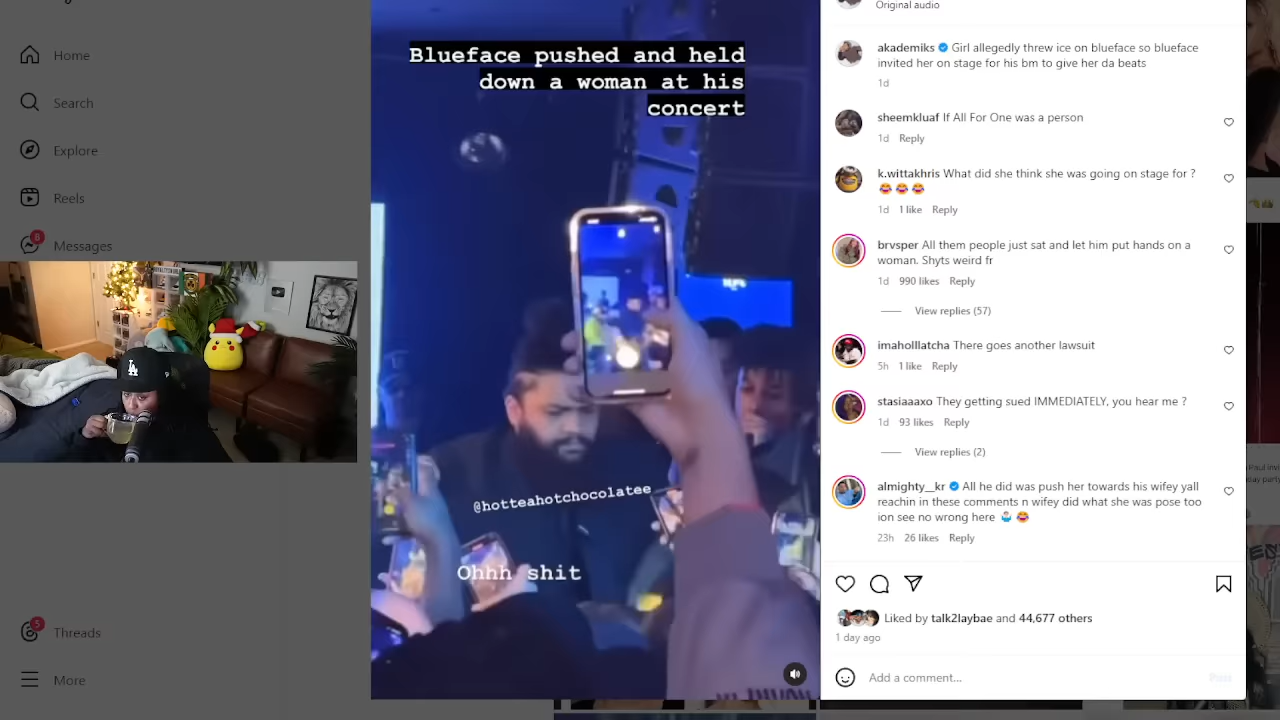 Home
Search
Explore
Reels
8
Messages
LA
5
Threads
More
Blueface pushed and held
down a woman at his
concert
@hotteahotchocolatee
Ohhh shit
Original audio
akademiks Girl allegedly threw ice on blueface so blueface
invited her on stage for his bm to give her da beats
1d
sheemkluaf If All For One was a person
1d Reply
k.wittakhris What did she think she was going on stage for ?
😂😂😂
1d 1 like Reply
brvsper All them people just sat and let him put hands on a
woman. Shyts weird fr
1d 990 likes Reply
View replies (57)
imahollllatcha There goes another lawsuit
5h 1 like Reply
stasiaaaxo They getting sued IMMEDIATELY, you hear me ?
1d 93 likes Reply
View replies (2)
almighty__kr All he did was push her towards his wifey yall
reachin in these comments n wifey did what she was pose too
ion see no wrong here 🤷‍♂️😂
23h 26 likes Reply
Liked by talk2laybae and 44,677 others
1 day ago
Add a comment...
Post